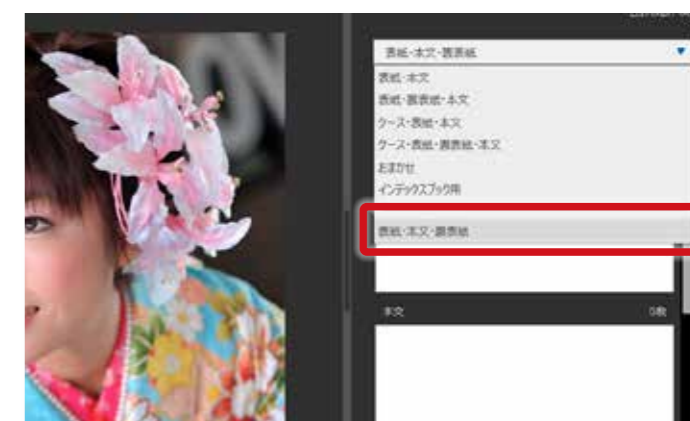 表紙・本文・裏表紙
表紙・本文
表紙・裏表紙・本文
ケース・表紙・本文
ケース・表紙・裏表紙・本文
おまかせ
インデックスブック用
表紙・本文・裏表紙
本文
0枚